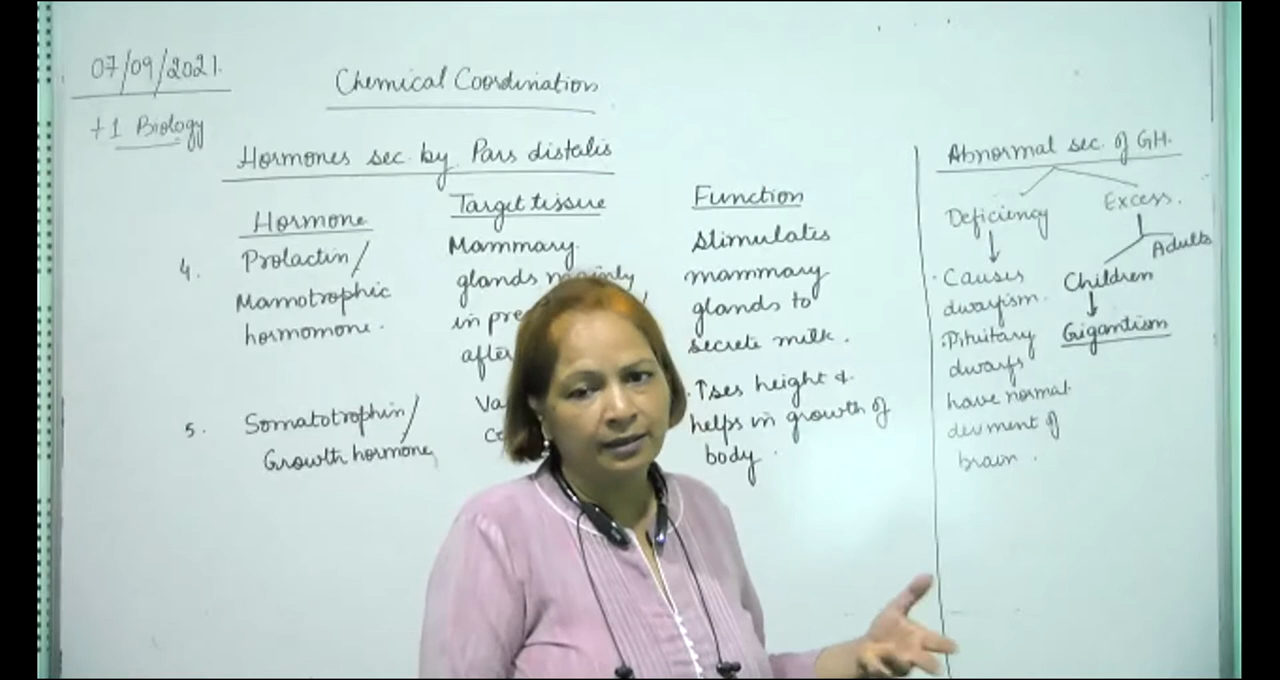 07/09/2021.
+1 Biology
Chemical Coordination
Hormones sec. by Pars distalis
Hormone
Target tissue
Function
4.
Prolactin/
Mamotrophic
hormomone.
Mammary
glands mainly
in
after
Stimulates
mammary
glands to
secrete milk.
5.
Somatotrophin/
Growth hormone
↑ses height &
helps in growth of
body.
Abnormal sec. of GH.
Deficiency
↓
· Causes
dwarfism.
· Pituitary
dwarfs
have normal
devment of
brain.
Excess.
Adults
Children
↓
Gigantism